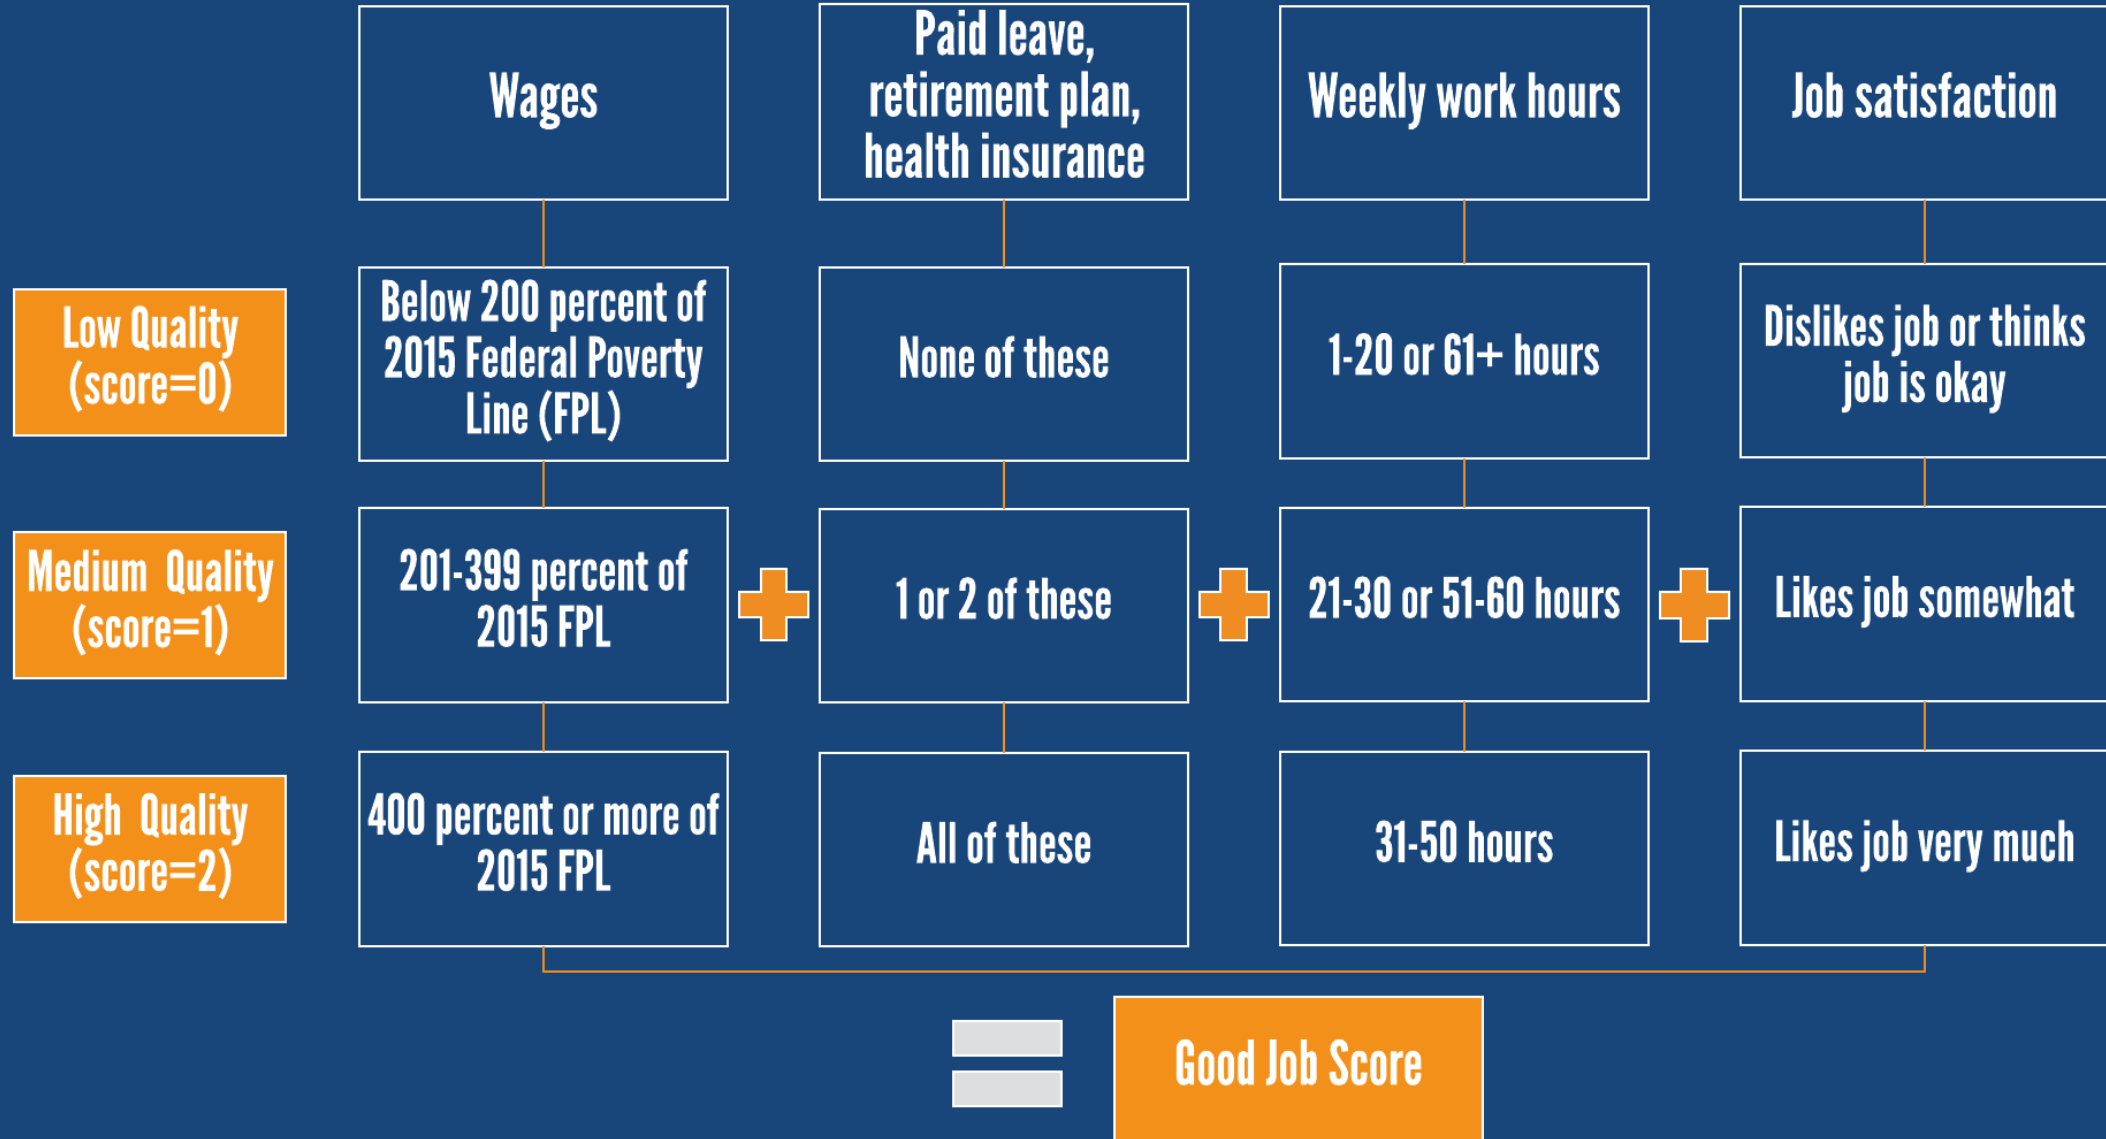 Wages
Paid leave,
retirement plan,
health insurance
Weekly work hours
Job satisfaction
Low Quality
(score=0)
Below 200 percent of
2015 Federal Poverty
Line (FPL)
None of these
1-20 or 61+ hours
Dislikes job or thinks
job is okay
Medium Quality
(score=1)
201-399 percent of
2015 FPL
1 or 2 of these
21-30 or 51-60 hours
Likes job somewhat
High Quality
(score=2)
400 percent or more of
2015 FPL
All of these
31-50 hours
Likes job very much
Good Job Score